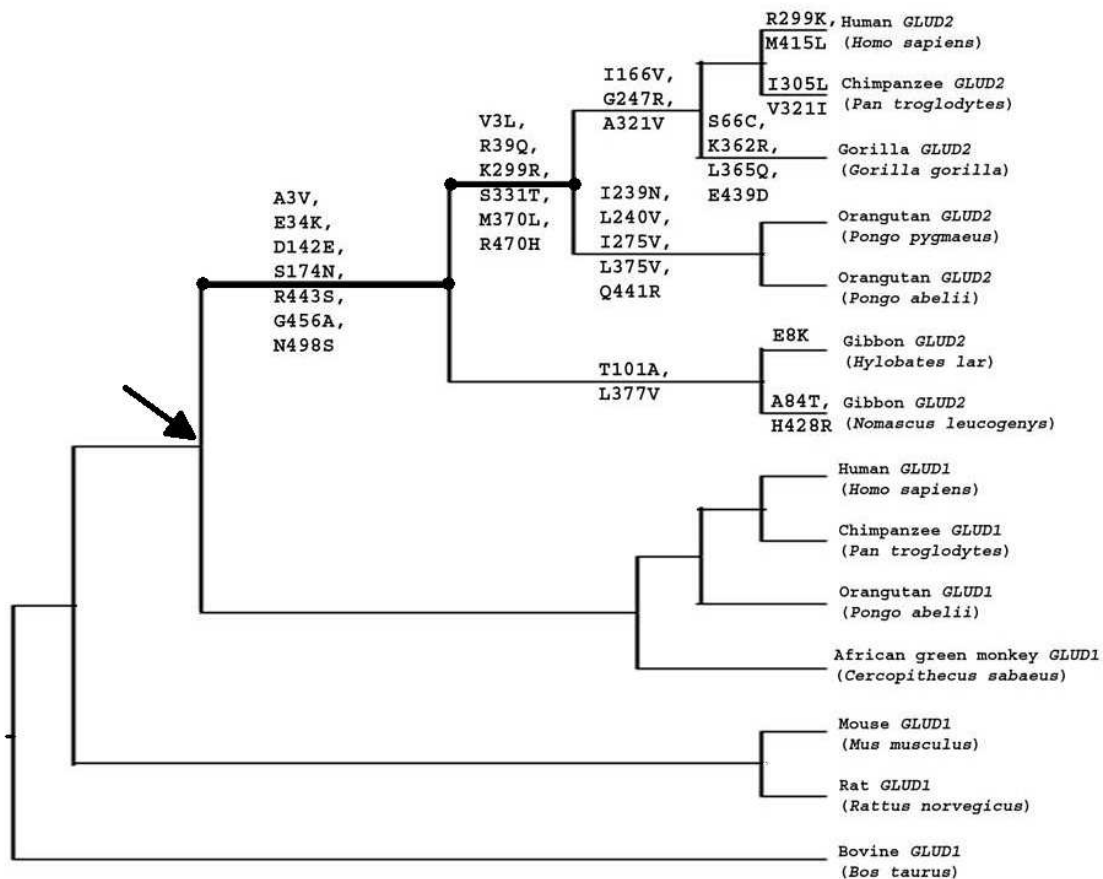 R299K,
M415L
Human GLUD2
(Homo sapiens)
I305L
V321I
Chimpanzee GLUD2
(Pan troglodytes)
I166V,
G247R,
A321V
S66C,
K362R,
L365Q,
E439D
Gorilla GLUD2
(Gorilla gorilla)
V3L,
R39Q,
K299R,
S331T,
M370L,
R470H
A3V,
E34K,
D142E,
S174N,
R443S,
G456A,
N498S
I239N,
L240V,
I275V,
L375V,
Q441R
Orangutan GLUD2
(Pongo pygmaeus)
Orangutan GLUD2
(Pongo abelii)
T101A,
L377V
E8K
Gibbon GLUD2
(Hylobates lar)
A84T,
H428R
Gibbon GLUD2
(Nomascus leucogenys)
Human GLUD1
(Homo sapiens)
Chimpanzee GLUD1
(Pan troglodytes)
Orangutan GLUD1
(Pongo abelii)
African green monkey GLUD1
(Cercopithecus sabaeus)
Mouse GLUD1
(Mus musculus)
Rat GLUD1
(Rattus norvegicus)
Bovine GLUD1
(Bos taurus)